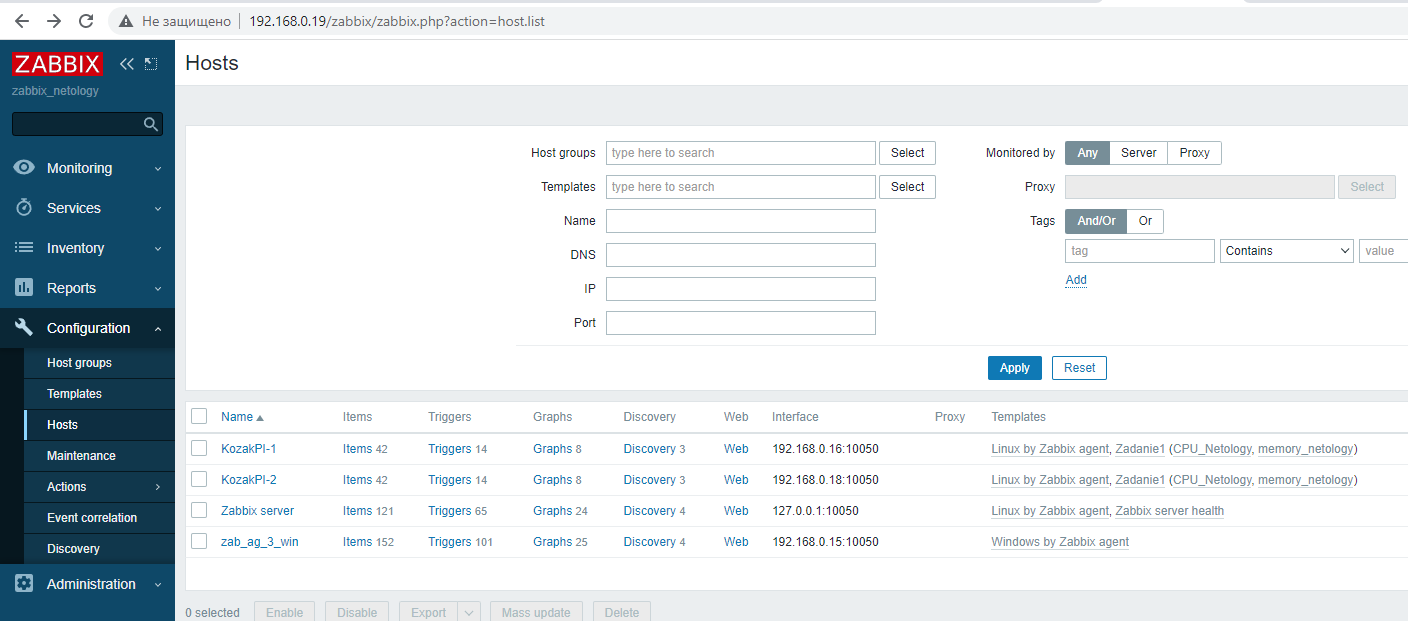 Не защищено 192.168.0.19/zabbix/zabbix.php?action=host.list
ZABBIX
zabbix_netology
Monitoring
Services
Inventory
Reports
Configuration
Host groups
Templates
Hosts
Maintenance
Actions
Event correlation
Discovery
Administration
Hosts
Host groups type here to search Select
Templates type here to search Select
Name
DNS
IP
Port
Monitored by Any Server Proxy
Proxy Select
Tags And/Or Or
tag Contains value
Add
Apply Reset
Name Items Triggers Graphs Discovery Web Interface Proxy Templates
KozakPI-1 Items 42 Triggers 14 Graphs 8 Discovery 3 Web 192.168.0.16:10050 Linux by Zabbix agent, Zadanie1 (CPU_Netology, memory_netology)
KozakPI-2 Items 42 Triggers 14 Graphs 8 Discovery 3 Web 192.168.0.18:10050 Linux by Zabbix agent, Zadanie1 (CPU_Netology, memory_netology)
Zabbix server Items 121 Triggers 65 Graphs 24 Discovery 4 Web 127.0.0.1:10050 Linux by Zabbix agent, Zabbix server health
zab_ag_3_win Items 152 Triggers 101 Graphs 25 Discovery 4 Web 192.168.0.15:10050 Windows by Zabbix agent
0 selected Enable Disable Export Mass update Delete